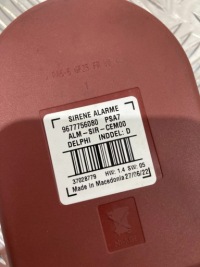 SIRENE ALARME
9677756080 PSA7
ALM-SIR-CEM00
DELPHI INDDEL: D
37028779 HW: 1.4 SW: 05
Made in Macedonia 27/06/22